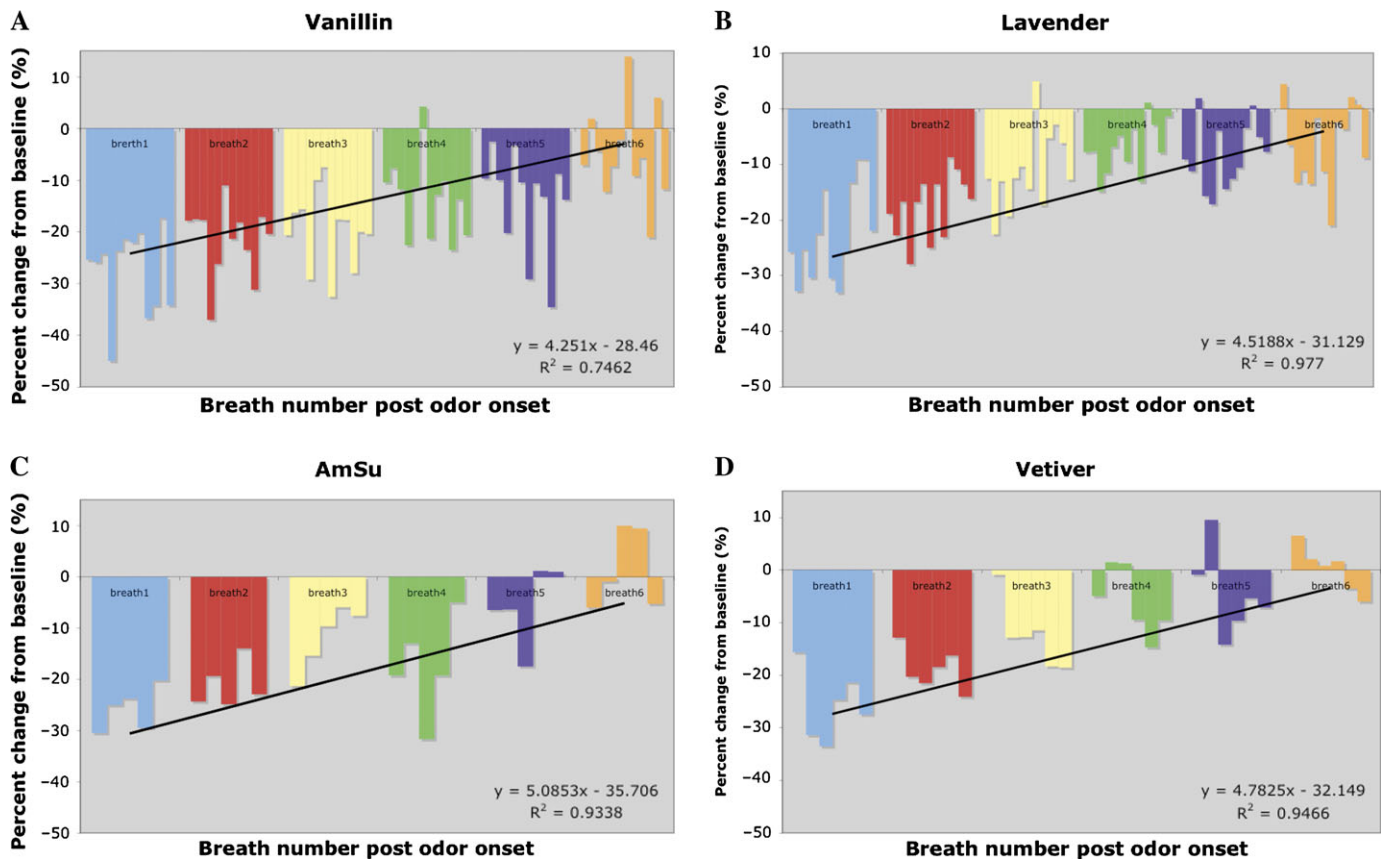 A
Vanillin
Percent change from baseline (%)
10
0
−10
−20
−30
−40
−50
brerth1
breath2
breath3
breath4
breath5
breath6
y = 4.251x - 28.46
R² = 0.7462
Breath number post odor onset
B
Lavender
Percent change from baseline (%)
10
0
−10
−20
−30
−40
−50
breath1
breath2
breath3
breath4
breath5
breath6
y = 4.5188x - 31.129
R² = 0.977
Breath number post odor onset
C
AmSu
Percent change from baseline (%)
10
0
−10
−20
−30
−40
−50
breath1
breath2
breath3
breath4
breath5
breath6
y = 5.0853x - 35.706
R² = 0.9338
Breath number post odor onset
D
Vetiver
Percent change from baseline (%)
10
0
−10
−20
−30
−40
−50
breath1
breath2
breath3
breath4
breath5
breath6
y = 4.7825x - 32.149
R² = 0.9466
Breath number post odor onset